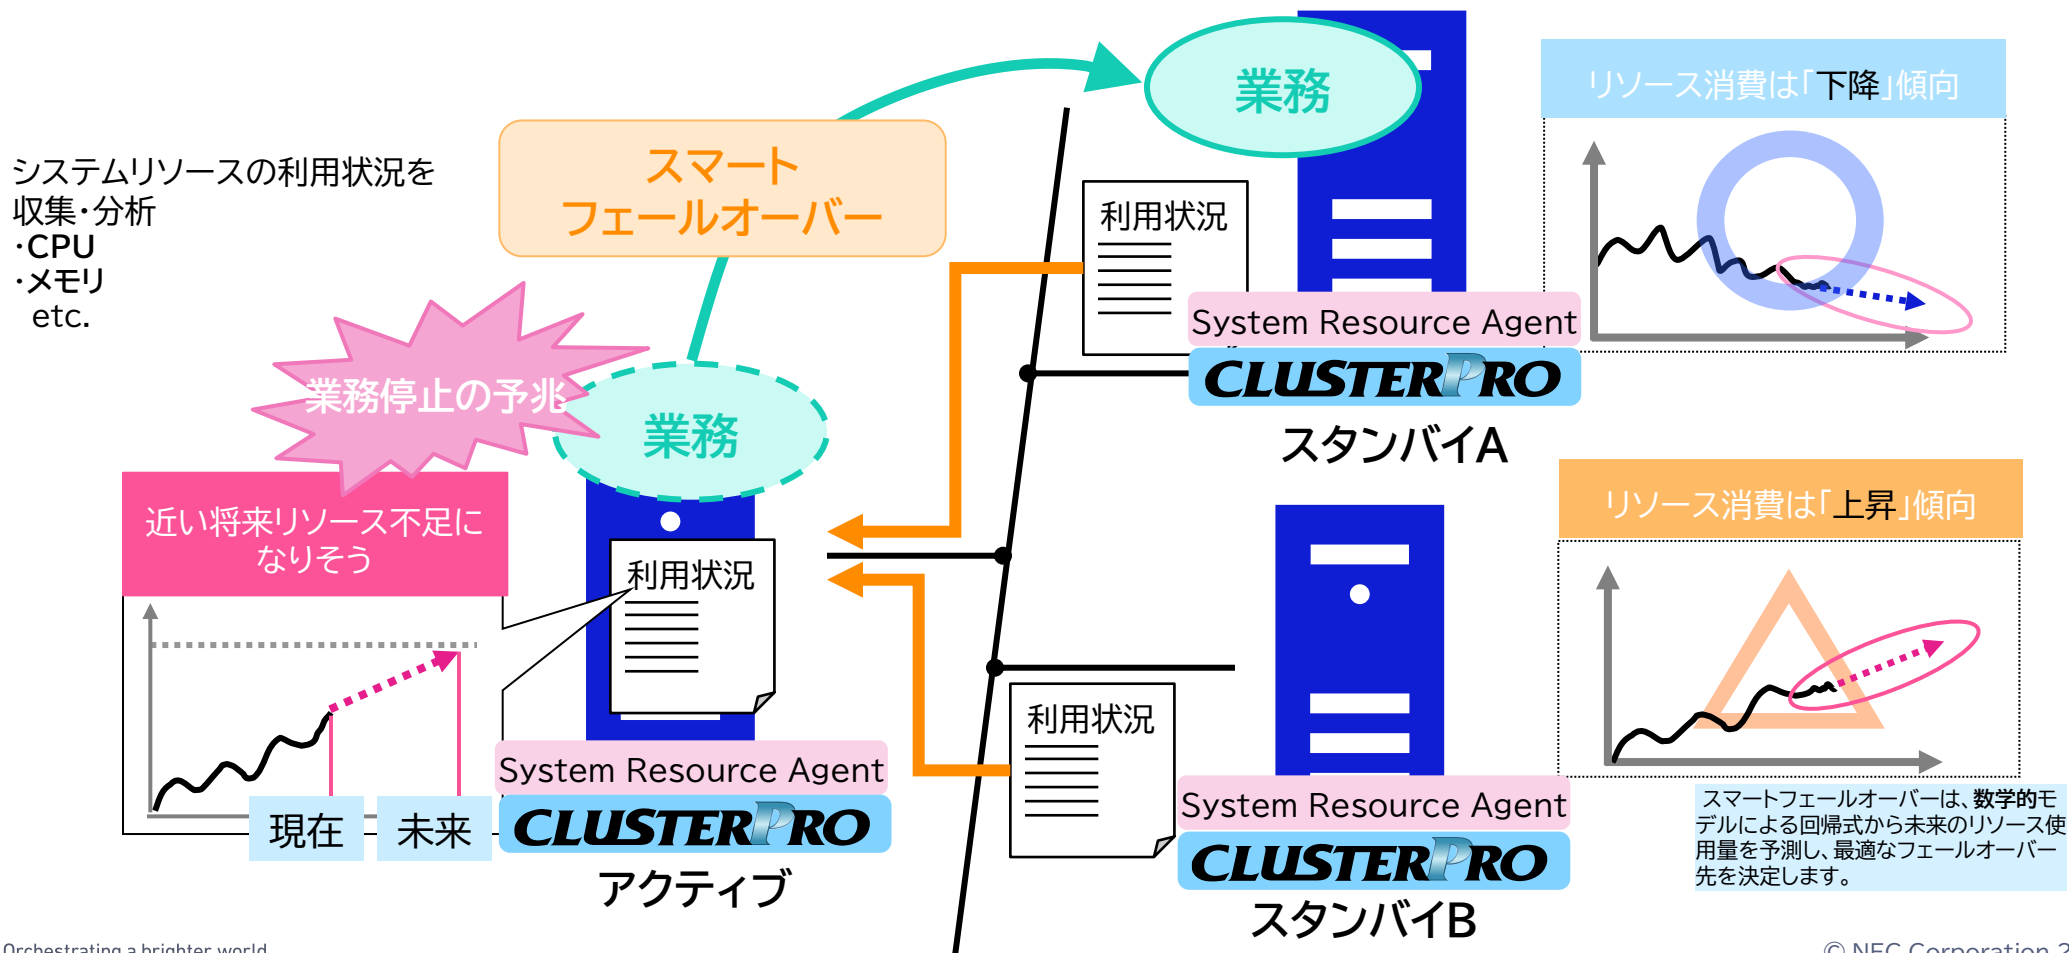 システムリソースの利用状況を
収集・分析
・CPU
・メモリ
etc.
スマート
フェールオーバー
業務
リソース消費は「下降」傾向
利用状況
System Resource Agent
CLUSTERPRO
スタンバイA
業務停止の予兆
業務
近い将来リソース不足に
なりそう
利用状況
現在
未来
System Resource Agent
CLUSTERPRO
アクティブ
リソース消費は「上昇」傾向
利用状況
System Resource Agent
CLUSTERPRO
スタンバイB
スマートフェールオーバーは、数学的モ
デルによる回帰式から未来のリソース使
用量を予測し、最適なフェールオーバー
先を決定します。
Orchestrating a brighter world
© NEC Corporation 2